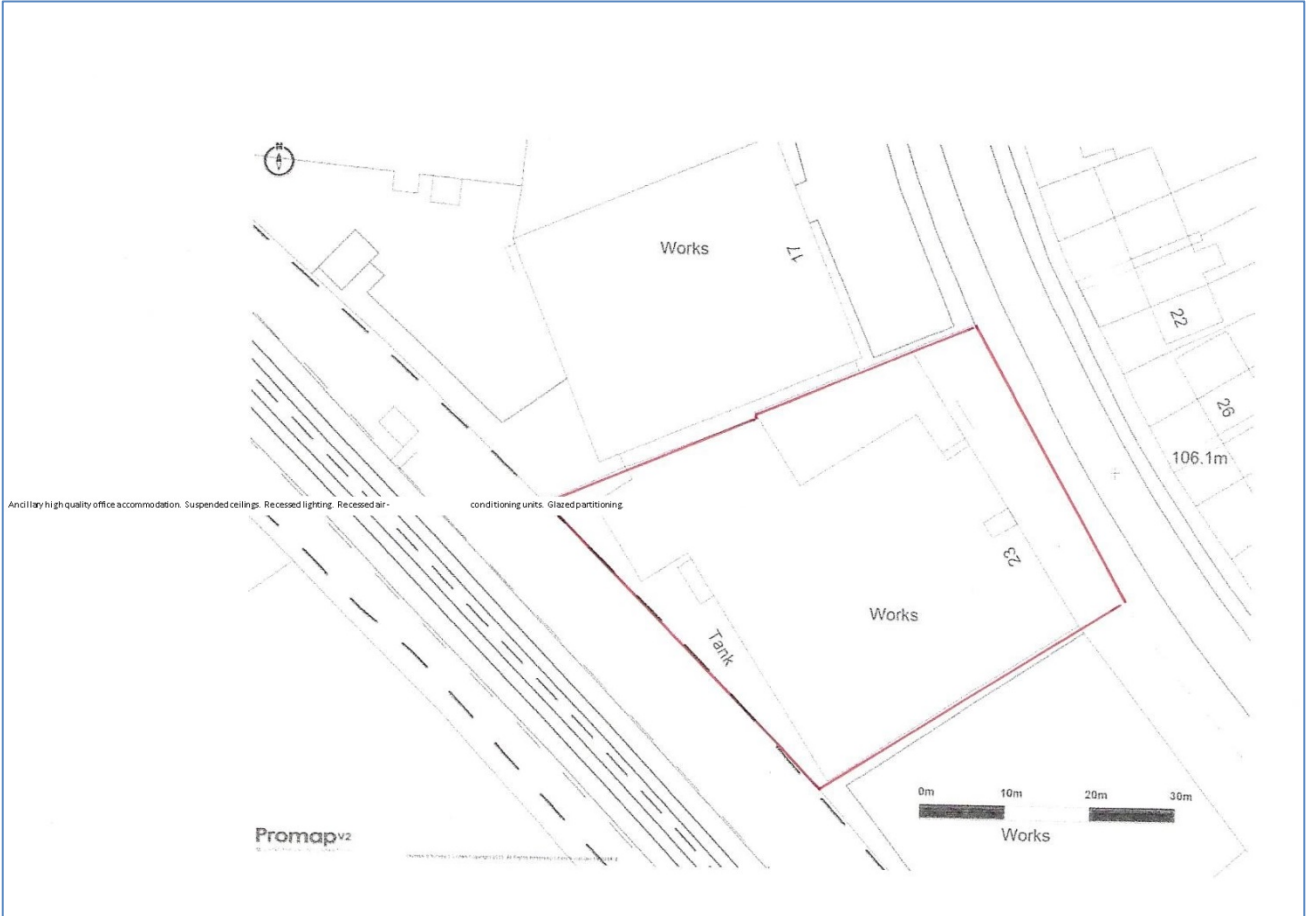 N
Works
17
22
26
106.1m
Ancillary high quality office accommodation. Suspended ceilings. Recessed lighting. Recessed air- conditioning units. Glazed partitioning.
23
Works
Tank
0m 10m 20m 30m
Works
Promap V2